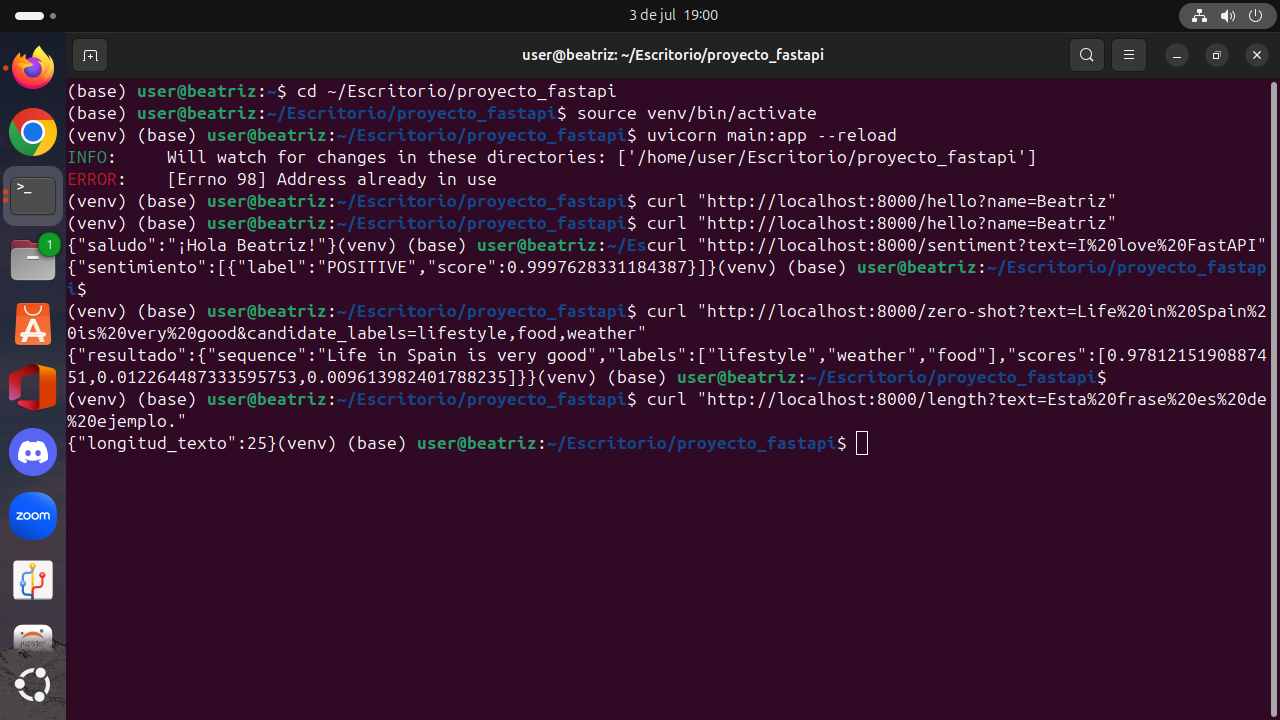 3 de jul 19:00
user@beatriz: ~/Escritorio/proyecto_fastapi
(base) user@beatriz:~$ cd ~/Escritorio/proyecto_fastapi
(base) user@beatriz:~/Escritorio/proyecto_fastapi$ source venv/bin/activate
(venv) (base) user@beatriz:~/Escritorio/proyecto_fastapi$ uvicorn main:app --reload
INFO:     Will watch for changes in these directories: ['/home/user/Escritorio/proyecto_fastapi']
ERROR:    [Errno 98] Address already in use
(venv) (base) user@beatriz:~/Escritorio/proyecto_fastapi$ curl "http://localhost:8000/hello?name=Beatriz"
(venv) (base) user@beatriz:~/Escritorio/proyecto_fastapi$ curl "http://localhost:8000/hello?name=Beatriz"
{"saludo":"¡Hola Beatriz!"}(venv) (base) user@beatriz:~/Escurl "http://localhost:8000/sentiment?text=I%20love%20FastAPI"
{"sentimiento":[{"label":"POSITIVE","score":0.9997628331184387}]}(venv) (base) user@beatriz:~/Escritorio/proyecto_fastap
i$
(venv) (base) user@beatriz:~/Escritorio/proyecto_fastapi$ curl "http://localhost:8000/zero-shot?text=Life%20in%20Spain%2
0is%20very%20good&candidate_labels=lifestyle,food,weather"
{"resultado":{"sequence":"Life in Spain is very good","labels":["lifestyle","weather","food"],"scores":[0.97812151908874
51,0.012264487333595753,0.009613982401788235]}}(venv) (base) user@beatriz:~/Escritorio/proyecto_fastapi$
(venv) (base) user@beatriz:~/Escritorio/proyecto_fastapi$ curl "http://localhost:8000/length?text=Esta%20frase%20es%20de
%20ejemplo."
{"longitud_texto":25}(venv) (base) user@beatriz:~/Escritorio/proyecto_fastapi$
>_
1
zoom
jupyter